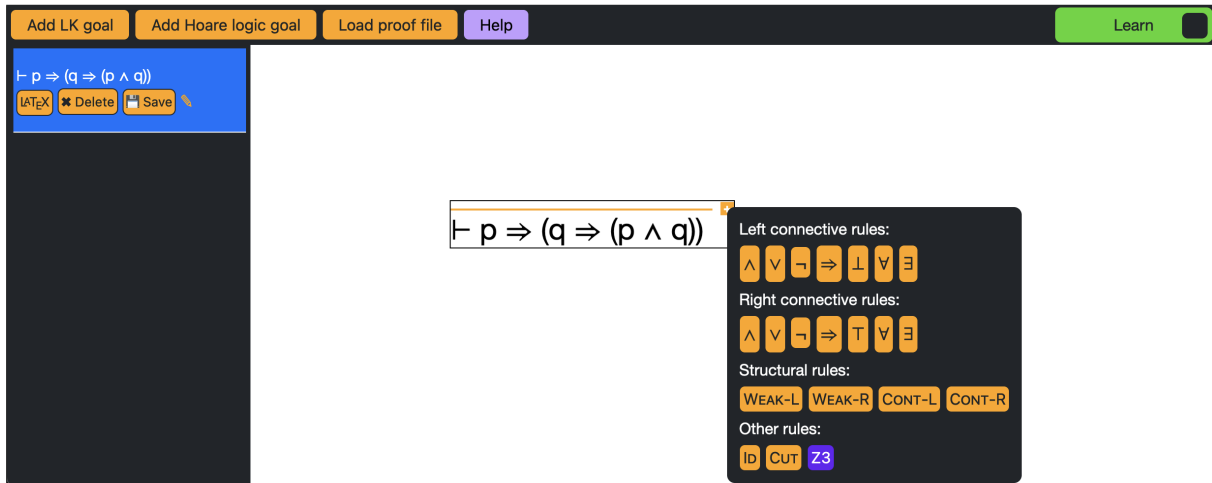 Add LK goal Add Hoare logic goal Load proof file Help Learn
⊢ p ⇒ (q ⇒ (p ∧ q))
LATEX ✖ Delete 💾 Save ✎
+
⊢ p ⇒ (q ⇒ (p ∧ q))
Left connective rules:
∧ ∨ ¬ ⇒ ⊥ ∀ ∃
Right connective rules:
∧ ∨ ¬ ⇒ ⊤ ∀ ∃
Structural rules:
WEAK-L WEAK-R CONT-L CONT-R
Other rules:
ID CUT Z3